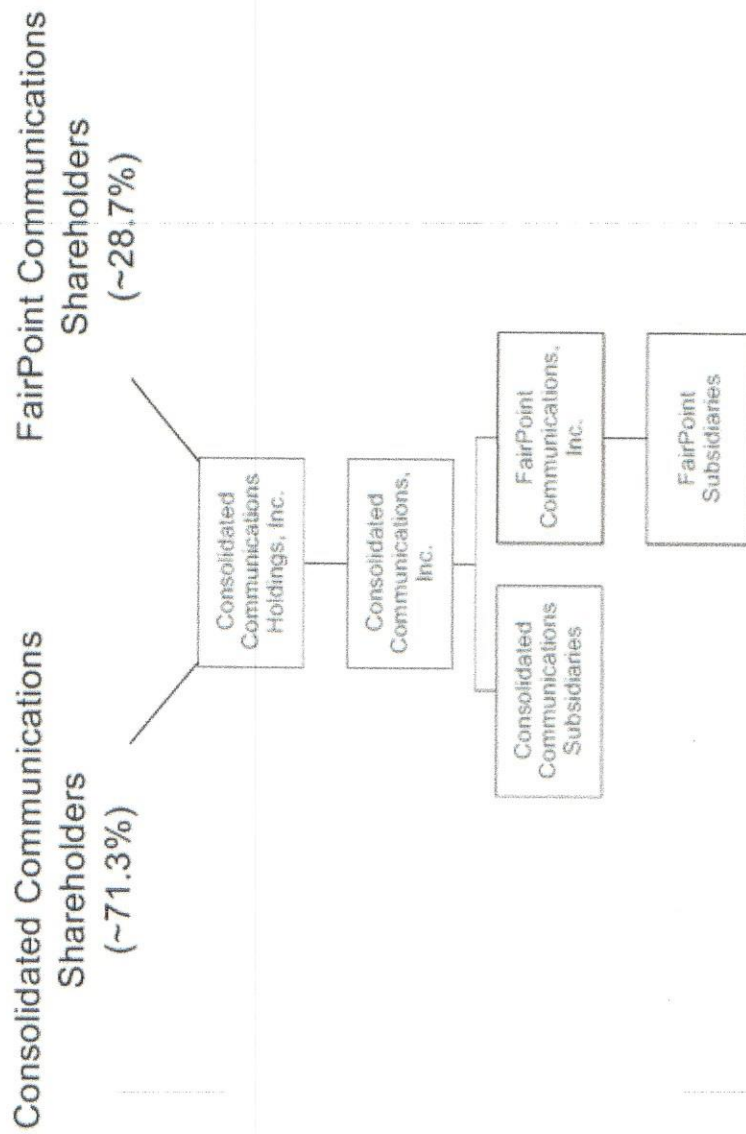 Consolidated Communications
Shareholders
(~71.3%)
FairPoint Communications
Shareholders
(~28.7%)
Consolidated
Communications
Holdings, Inc.
Consolidated
Communications,
Inc.
Consolidated
Communications
Subsidiaries
FairPoint
Communications,
Inc.
FairPoint
Subsidiaries